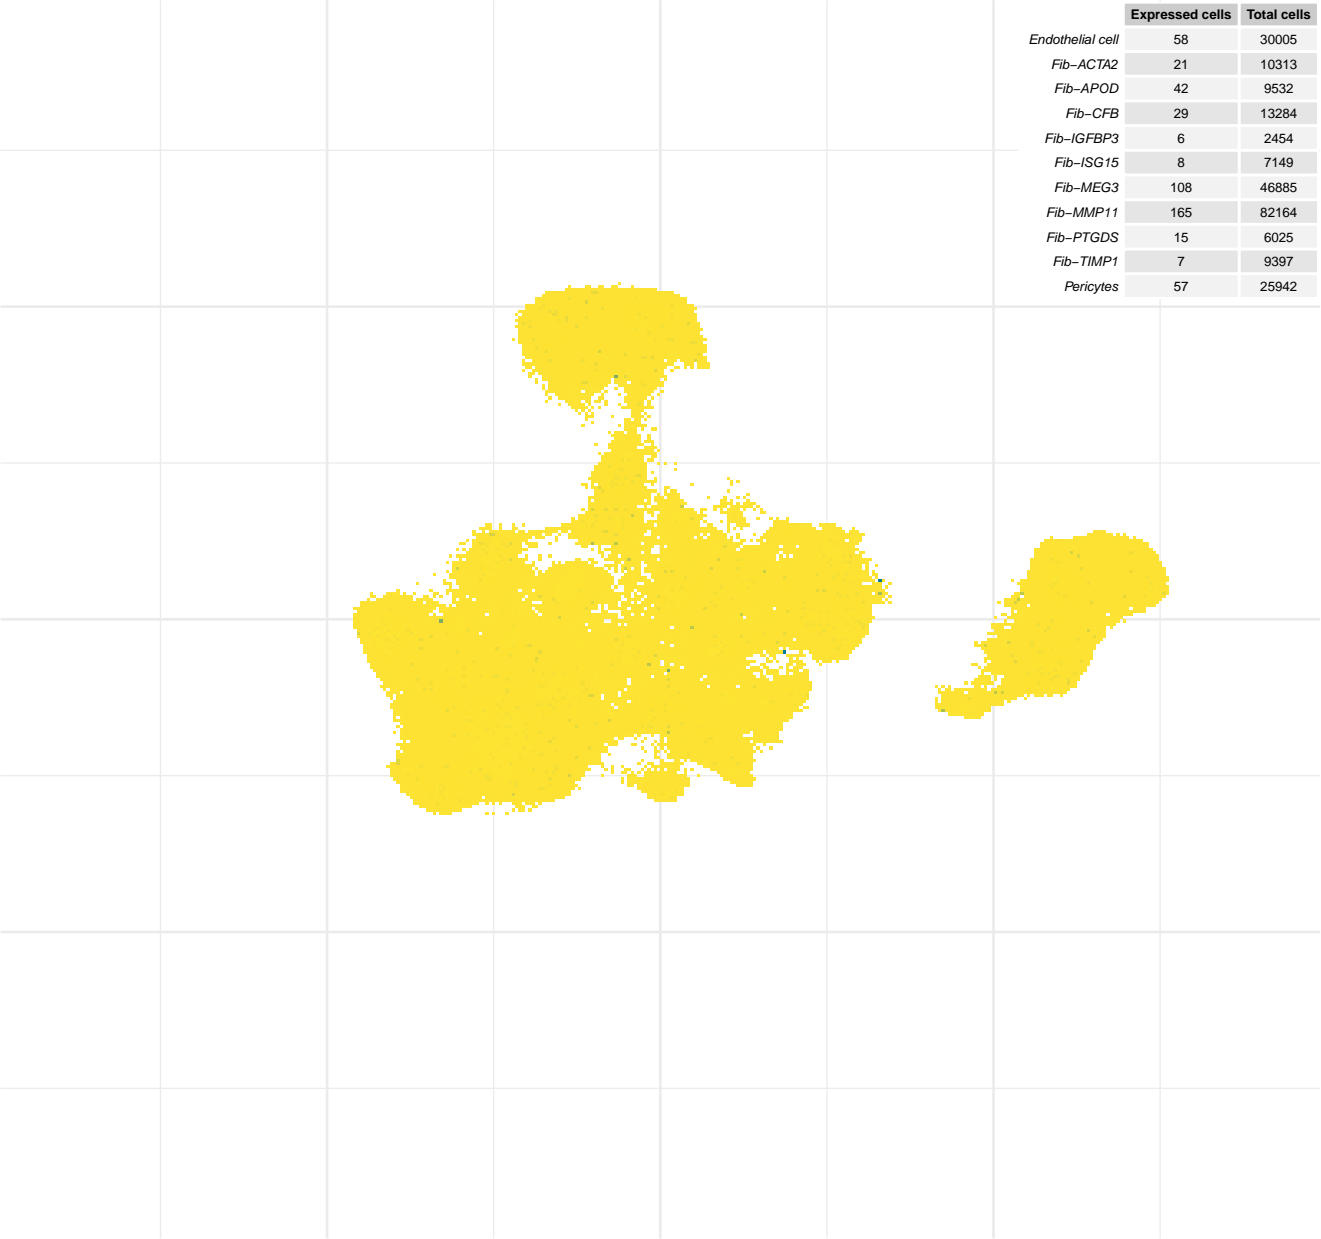 Expressed cells Total cells
Endothelial cell 58 30005
Fib−ACTA2 21 10313
Fib−APOD 42 9532
Fib−CFB 29 13284
Fib−IGFBP3 6 2454
Fib−ISG15 8 7149
Fib−MEG3 108 46885
Fib−MMP11 165 82164
Fib−PTGDS 15 6025
Fib−TIMP1 7 9397
Pericytes 57 25942